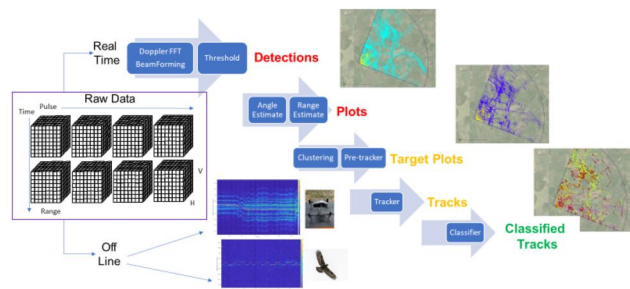 Real
Time
Doppler FFT
BeamForming
Threshold
Detections
Raw Data
Pulse
Time
V
H
Range
Angle
Estimate
Range
Estimate
Plots
Clustering
Pre-tracker
Target Plots
Tracker
Tracks
Classifier
Classified
Tracks
Off
Line